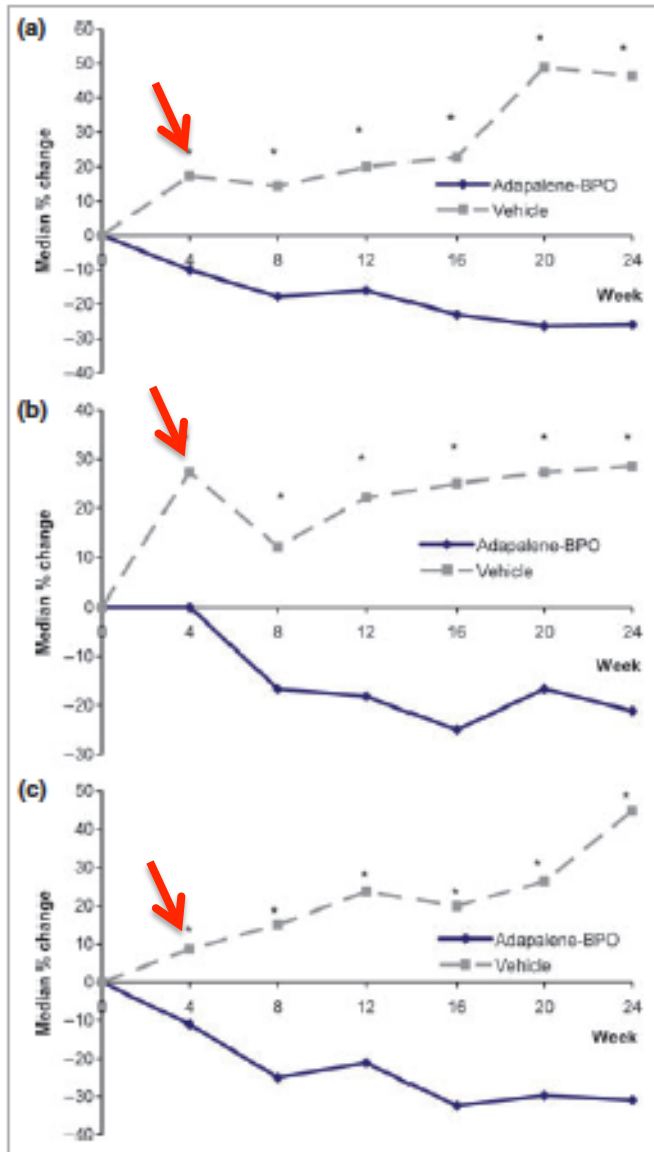 (a)
60
50
40
30
20
10
0
-10
-20
-30
-40
Median % change
0 4 8 12 16 20 24
Week
Adapalene-BPO
Vehicle
* * * * * *
(b)
40
30
20
10
0
-10
-20
-30
Median % change
0 4 8 12 16 20 24
Week
Adapalene-BPO
Vehicle
* * * * *
(c)
50
40
30
20
10
0
-10
-20
-30
-40
Median % change
0 4 8 12 16 20 24
Week
Adapalene-BPO
Vehicle
* * * * * *